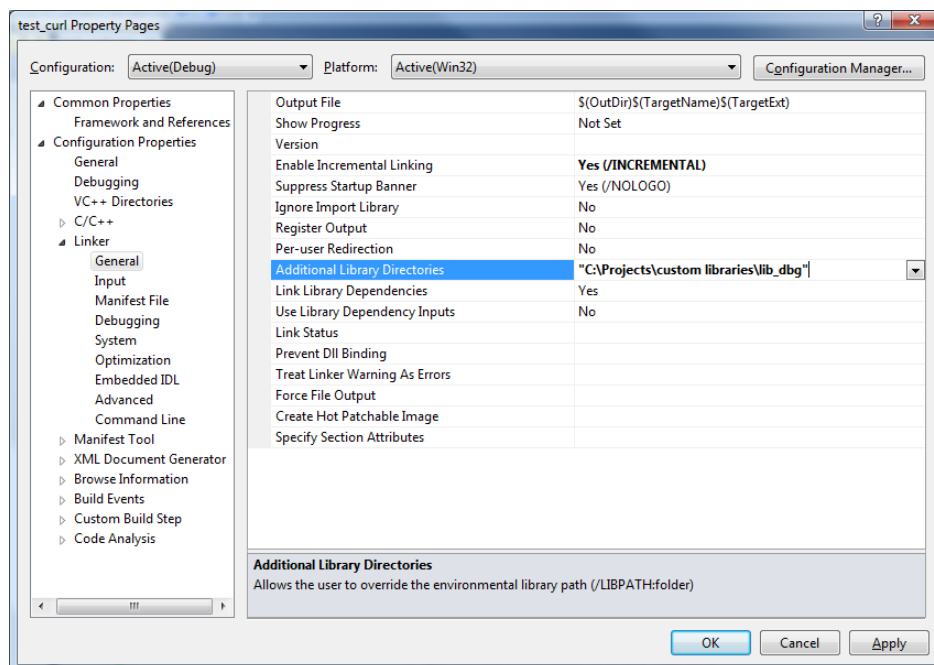 test_curl Property Pages
Configuration: Active(Debug) Platform: Active(Win32) Configuration Manager...
Common Properties
Framework and References
Configuration Properties
General
Debugging
VC++ Directories
C/C++
Linker
General
Input
Manifest File
Debugging
System
Optimization
Embedded IDL
Advanced
Command Line
Manifest Tool
XML Document Generator
Browse Information
Build Events
Custom Build Step
Code Analysis
Output File $(OutDir)$(TargetName)$(TargetExt)
Show Progress Not Set
Version
Enable Incremental Linking Yes (/INCREMENTAL)
Suppress Startup Banner Yes (/NOLOGO)
Ignore Import Library No
Register Output No
Per-user Redirection No
Additional Library Directories "C:\Projects\custom libraries\lib_dbg"
Link Library Dependencies Yes
Use Library Dependency Inputs No
Link Status
Prevent Dll Binding
Treat Linker Warning As Errors
Force File Output
Create Hot Patchable Image
Specify Section Attributes
Additional Library Directories
Allows the user to override the environmental library path (/LIBPATH:folder)
OK Cancel Apply